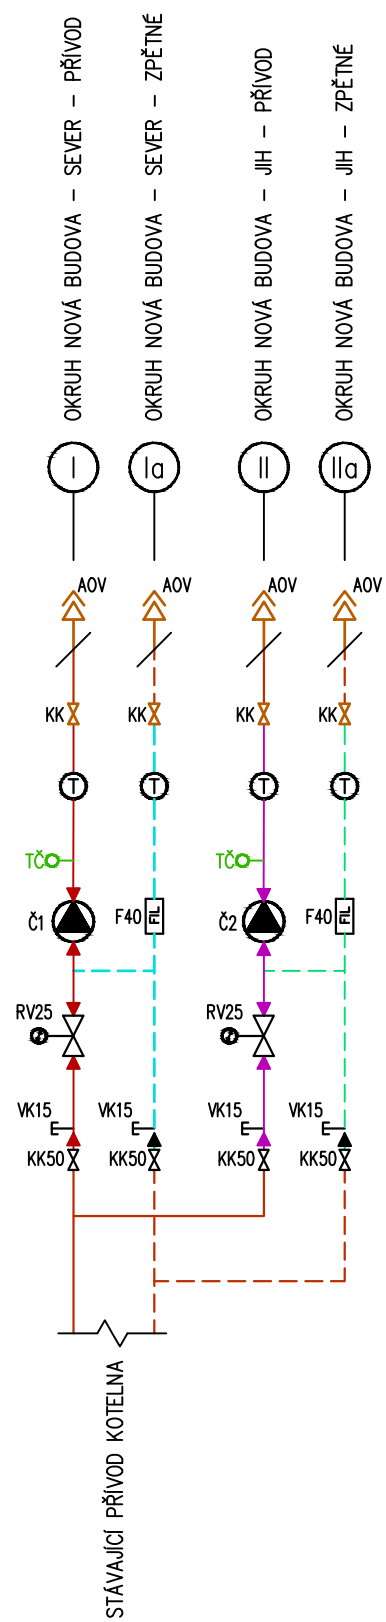 OKRUH NOVÁ BUDOVA - SEVER - PŘÍVOD
OKRUH NOVÁ BUDOVA - SEVER - ZPĚTNÉ
OKRUH NOVÁ BUDOVA - JIH - PŘÍVOD
OKRUH NOVÁ BUDOVA - JIH - ZPĚTNÉ
I
Ia
II
IIa
AOV
AOV
AOV
AOV
KK
KK
KK
KK
T
T
T
T
TČ
TČ
Č1
F40
FIL
Č2
F40
FIL
RV25
RV25
VK15
VK15
VK15
VK15
KK50
KK50
KK50
KK50
STÁVAJÍCÍ PŘÍVOD KOTELNA